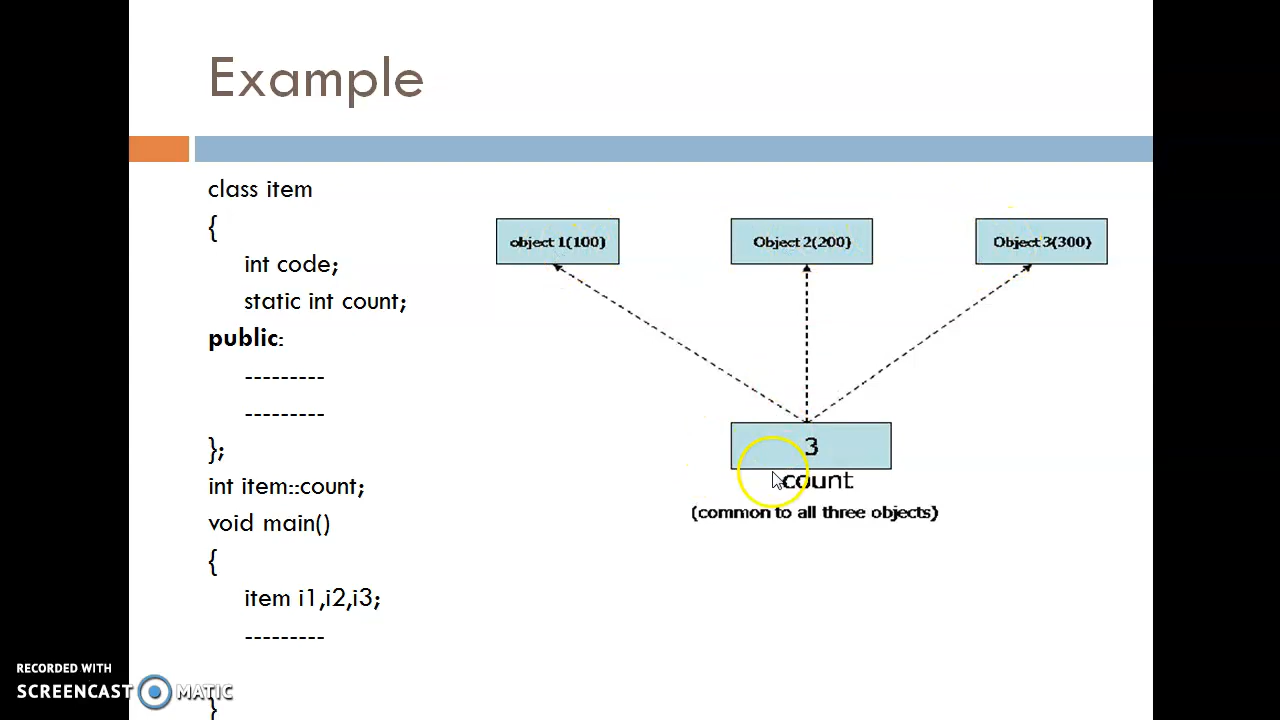 Example
class item
{
int code;
static int count;
public:
---------
---------
};
int item::count;
void main()
{
item i1,i2,i3;
---------
}
object 1(100)
Object 2(200)
Object 3(300)
3
count
(common to all three objects)
RECORDED WITH
SCREENCAST MATIC